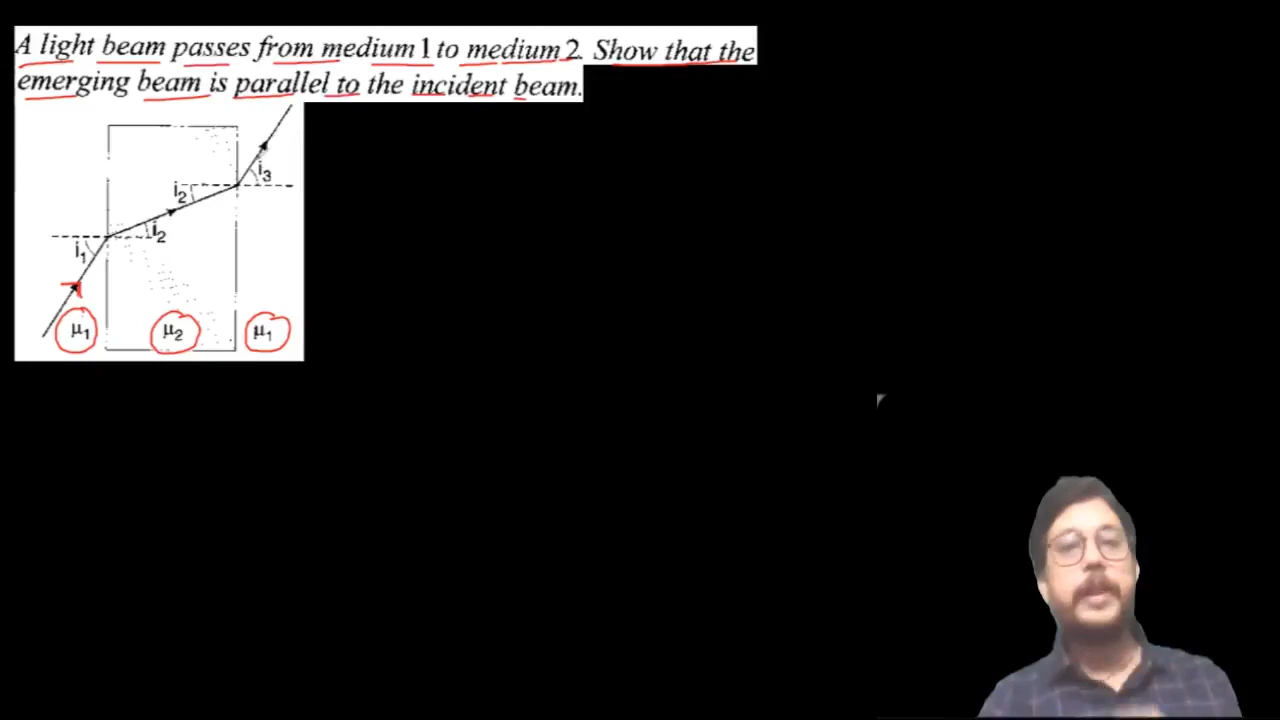 A light beam passes from medium 1 to medium 2. Show that the
emerging beam is parallel to the incident beam.
i3
i2
i2
i1
μ1 μ2 μ1